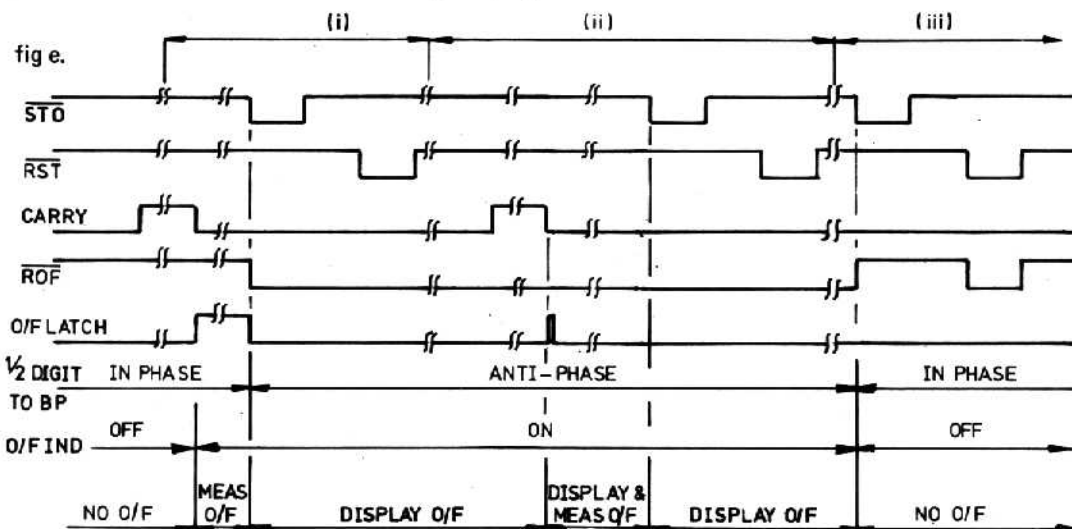 (i) (ii) (iii)
fig e.
STO
RST
CARRY
ROF
O/F LATCH
1/2 DIGIT TO BP IN PHASE ANTI-PHASE IN PHASE
O/F IND OFF ON OFF
NO O/F MEAS O/F DISPLAY O/F DISPLAY & MEAS O/F DISPLAY O/F NO O/F